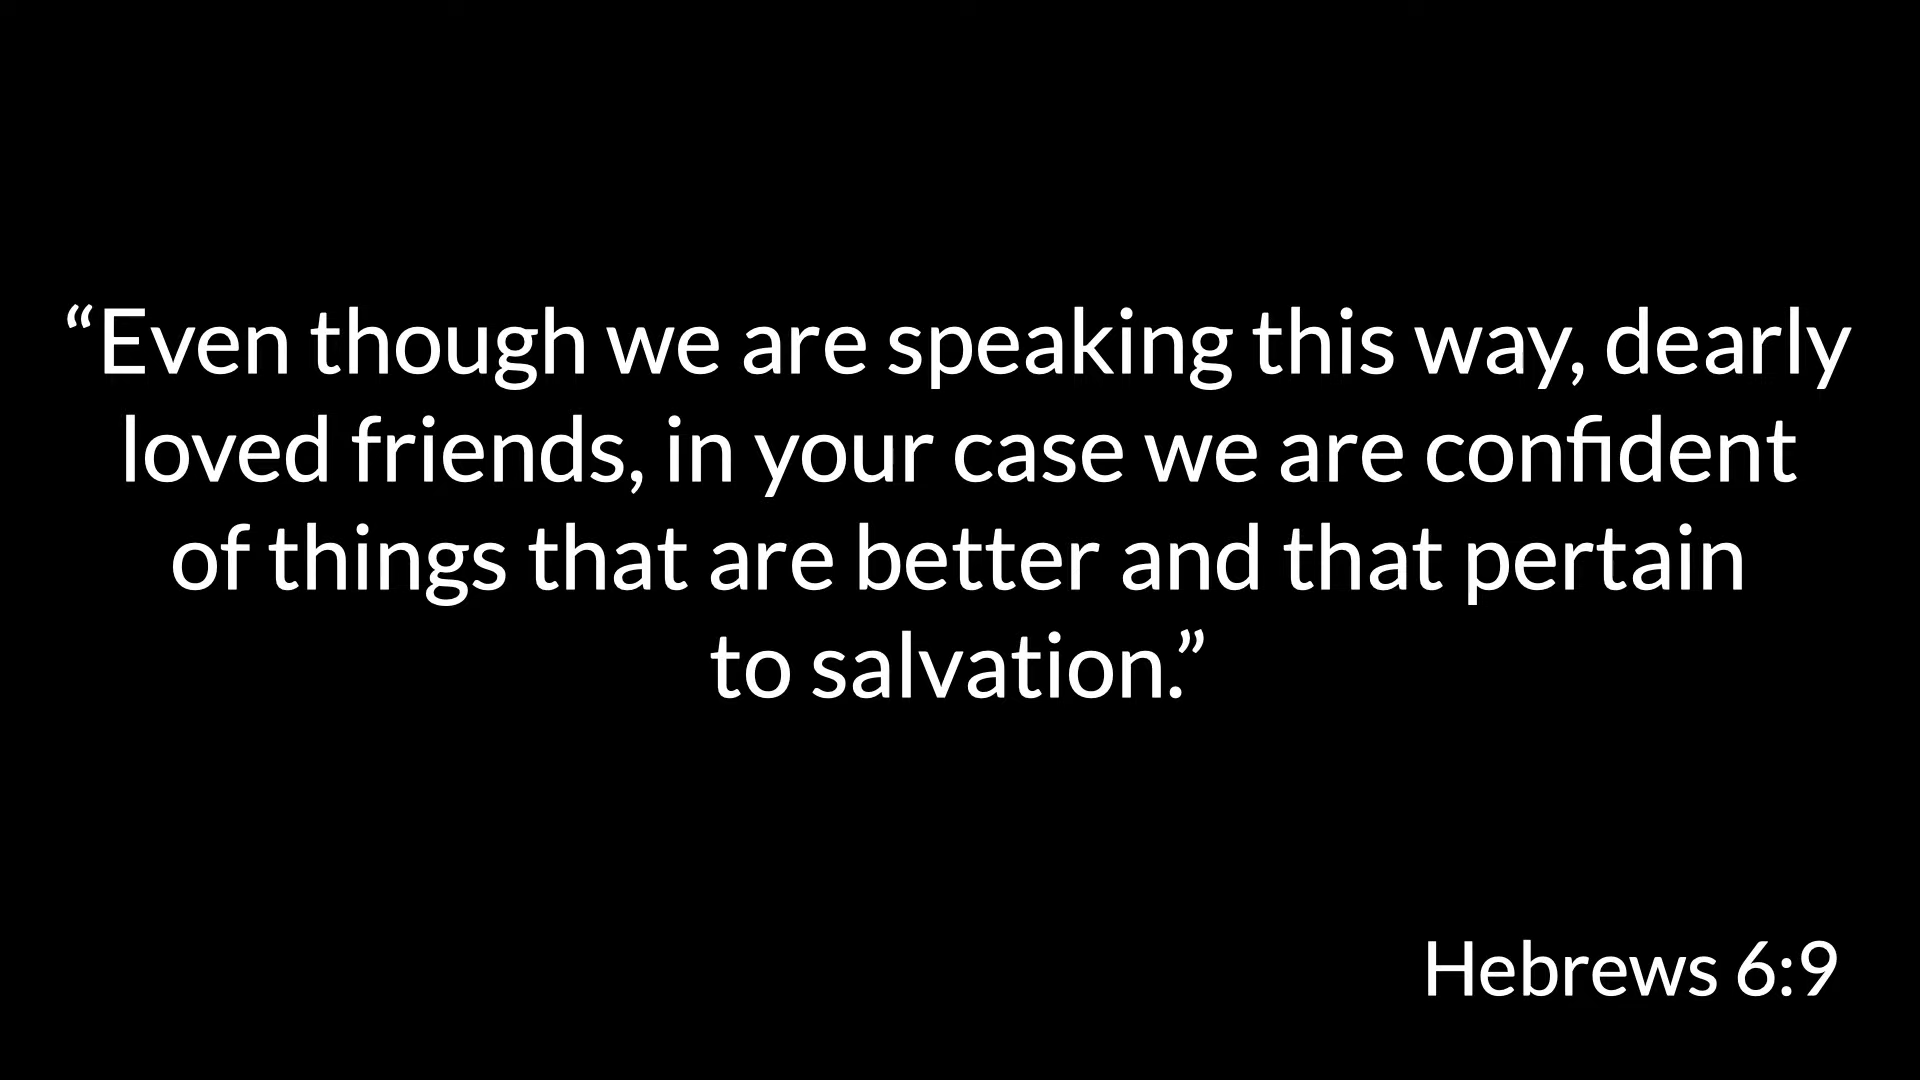 “Even though we are speaking this way, dearly
loved friends, in your case we are confident
of things that are better and that pertain
to salvation.”
Hebrews 6:9